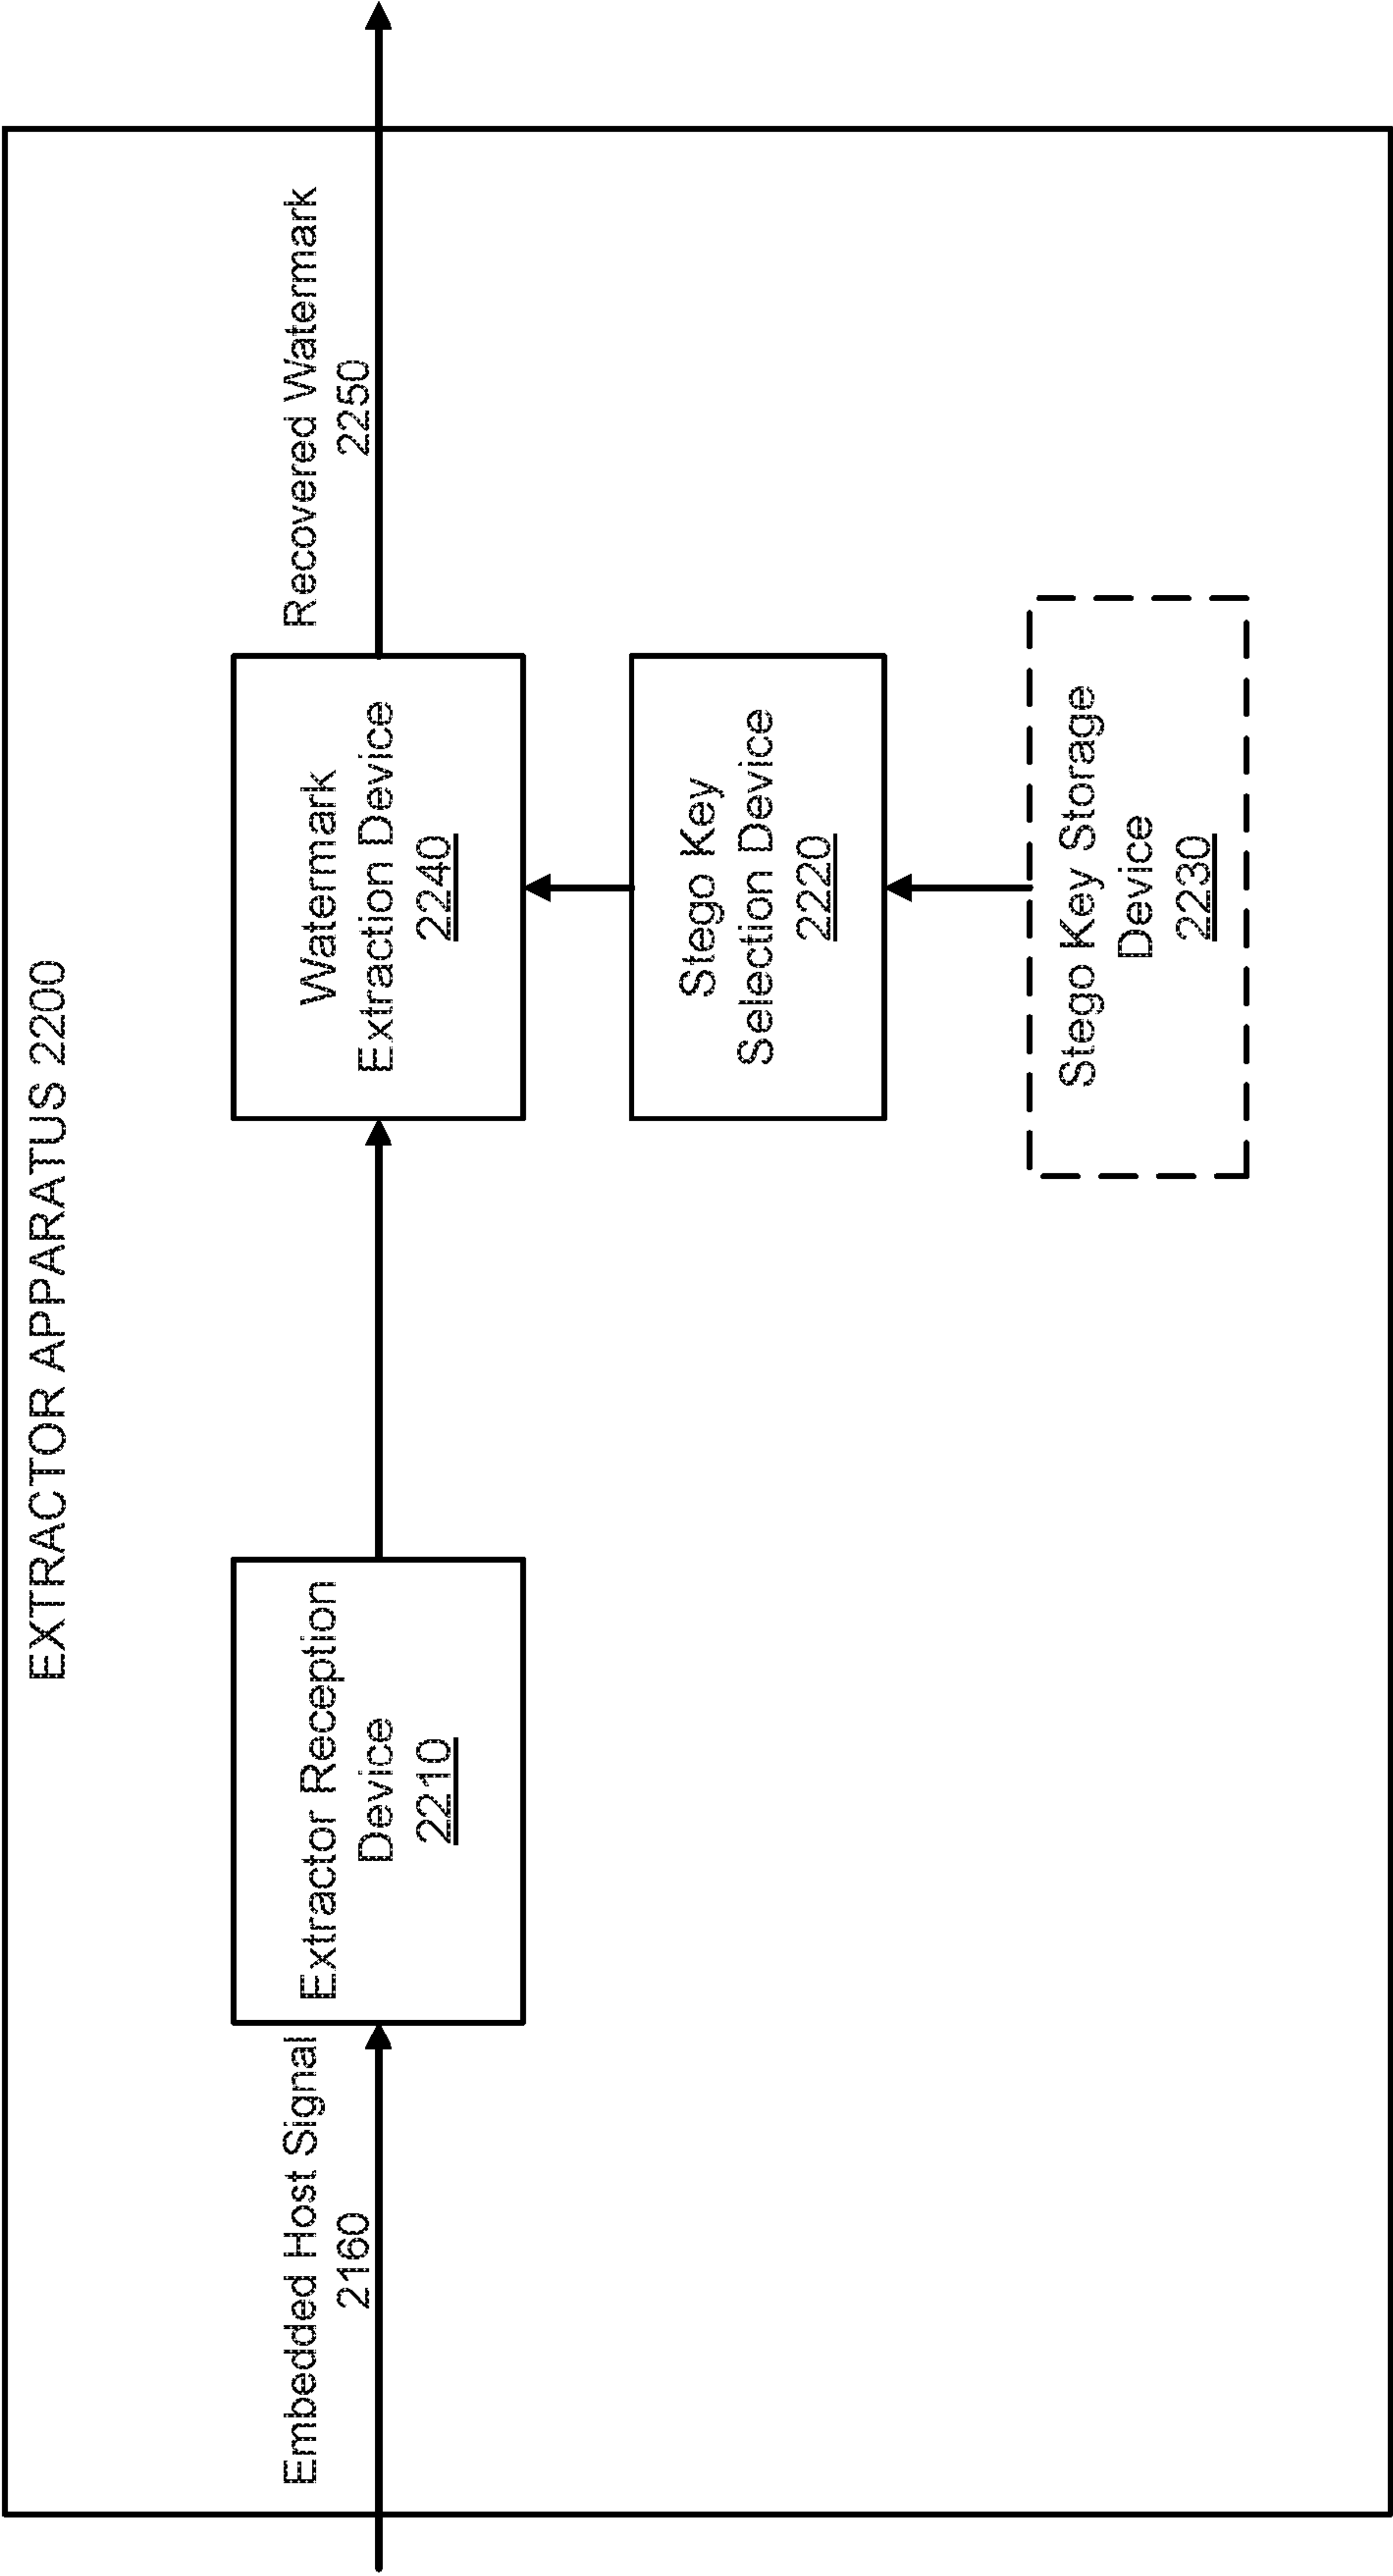 EXTRACTOR APPARATUS 2200
Embedded Host Signal
2160
Extractor Reception
Device
2210
Watermark
Extraction Device
2240
Recovered Watermark
2250
Stego Key
Selection Device
2220
Stego Key Storage
Device
2230